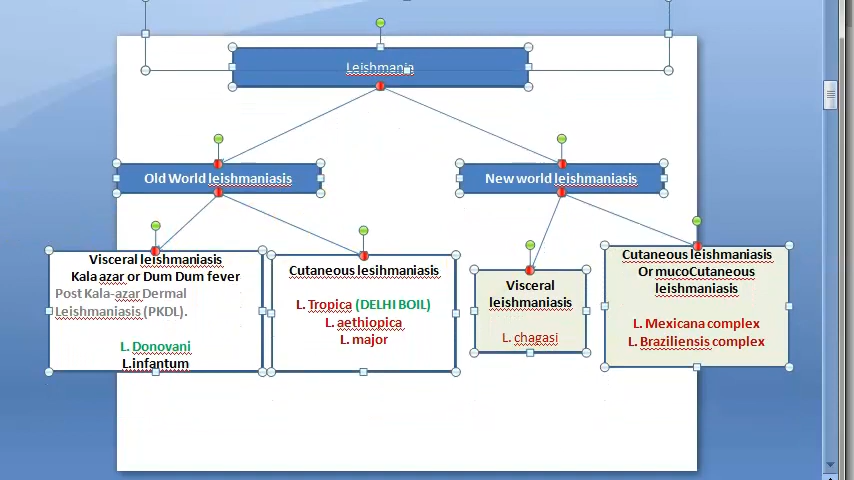 Leishmania
Old World leishmaniasis
New world leishmaniasis
Visceral leishmaniasis
Kala azar or Dum Dum fever
Post Kala-azar Dermal
Leishmaniasis (PKDL).
L. Donovani
L.infantum
Cutaneous lesihmaniasis
L. Tropica (DELHI BOIL)
L. aethiopica
L. major
Visceral
leishmaniasis
L. chagasi
Cutaneous leishmaniasis
Or mucoCutaneous
leishmaniasis
L. Mexicana complex
L. Braziliensis complex